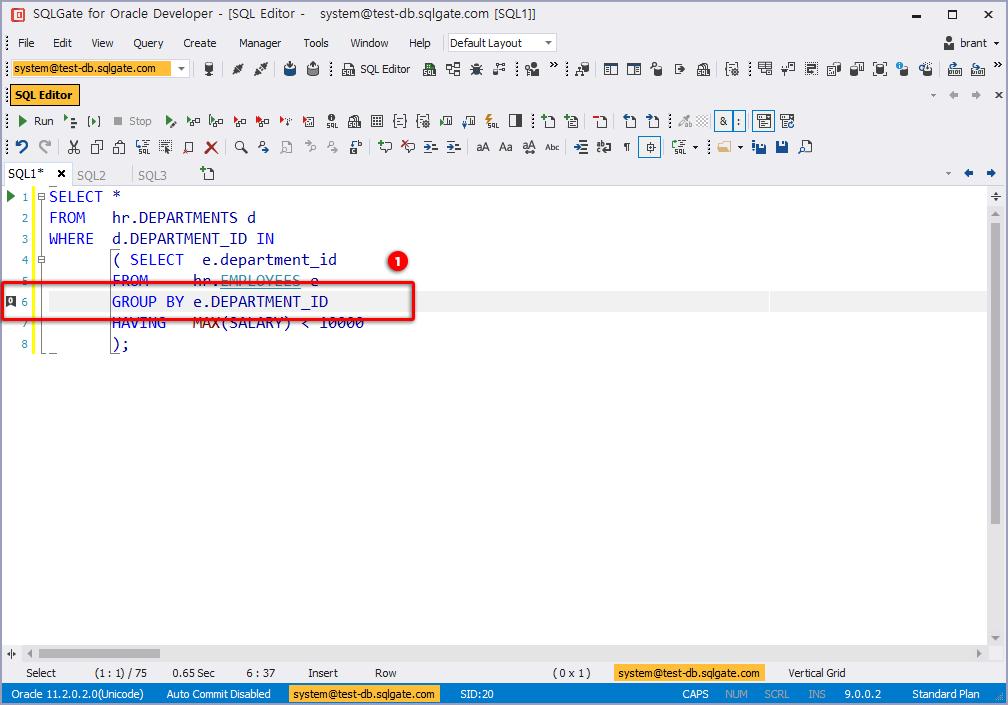 SQLGate for Oracle Developer - [SQL Editor - system@test-db.sqlgate.com [SQL1]]
File Edit View Query Create Manager Tools Window Help Default Layout brant
system@test-db.sqlgate.com SQL Editor
SQL Editor
Run Stop
SQL1* SQL2 SQL3
1 SELECT *
2 FROM hr.DEPARTMENTS d
3 WHERE d.DEPARTMENT_ID IN
4 ( SELECT e.department_id 1
5 FROM hr.EMPLOYEES e
0 6 GROUP BY e.DEPARTMENT_ID
7 HAVING MAX(SALARY) < 10000
8 );
Select (1 : 1) / 75 0.65 Sec 6 : 37 Insert Row ( 0 x 1 ) system@test-db.sqlgate.com Vertical Grid
Oracle 11.2.0.2.0(Unicode) Auto Commit Disabled system@test-db.sqlgate.com SID:20 CAPS NUM SCRL INS 9.0.0.2 Standard Plan